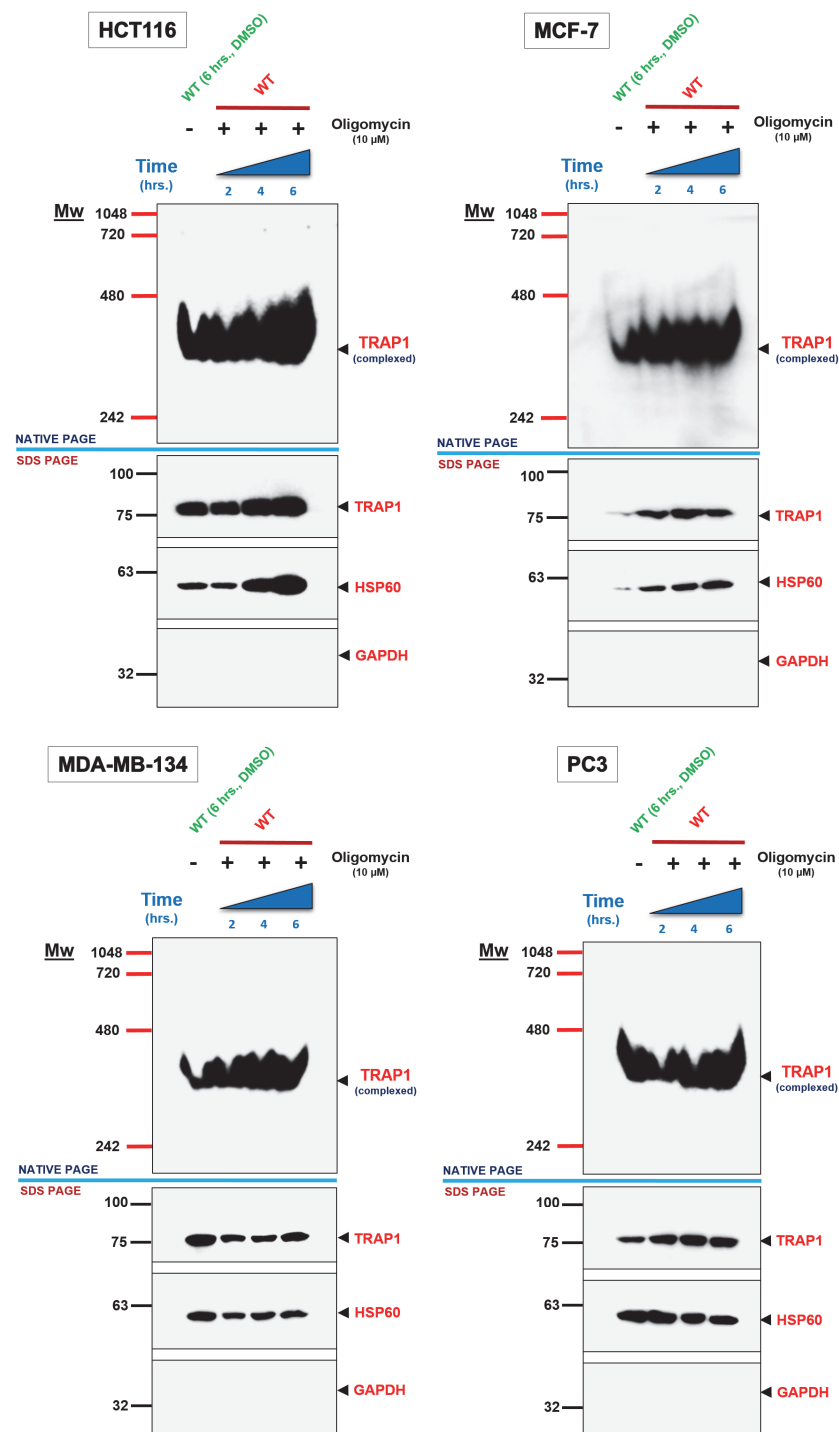 HCT116
WT (6 hrs., DMSO)
WT
- + + + Oligomycin
(10 µM)
Time
(hrs.)
2 4 6
Mw
1048
720
480
TRAP1
(complexed)
242
NATIVE PAGE
SDS PAGE
100
75
TRAP1
63
HSP60
GAPDH
32
MCF-7
WT (6 hrs., DMSO)
WT
- + + + Oligomycin
(10 µM)
Time
(hrs.)
2 4 6
Mw
1048
720
480
TRAP1
(complexed)
242
NATIVE PAGE
SDS PAGE
100
75
TRAP1
63
HSP60
GAPDH
32
MDA-MB-134
WT (6 hrs., DMSO)
WT
- + + + Oligomycin
(10 µM)
Time
(hrs.)
2 4 6
Mw
1048
720
480
TRAP1
(complexed)
242
NATIVE PAGE
SDS PAGE
100
75
TRAP1
63
HSP60
GAPDH
32
PC3
WT (6 hrs., DMSO)
WT
- + + + Oligomycin
(10 µM)
Time
(hrs.)
2 4 6
Mw
1048
720
480
TRAP1
(complexed)
242
NATIVE PAGE
SDS PAGE
100
75
TRAP1
63
HSP60
GAPDH
32